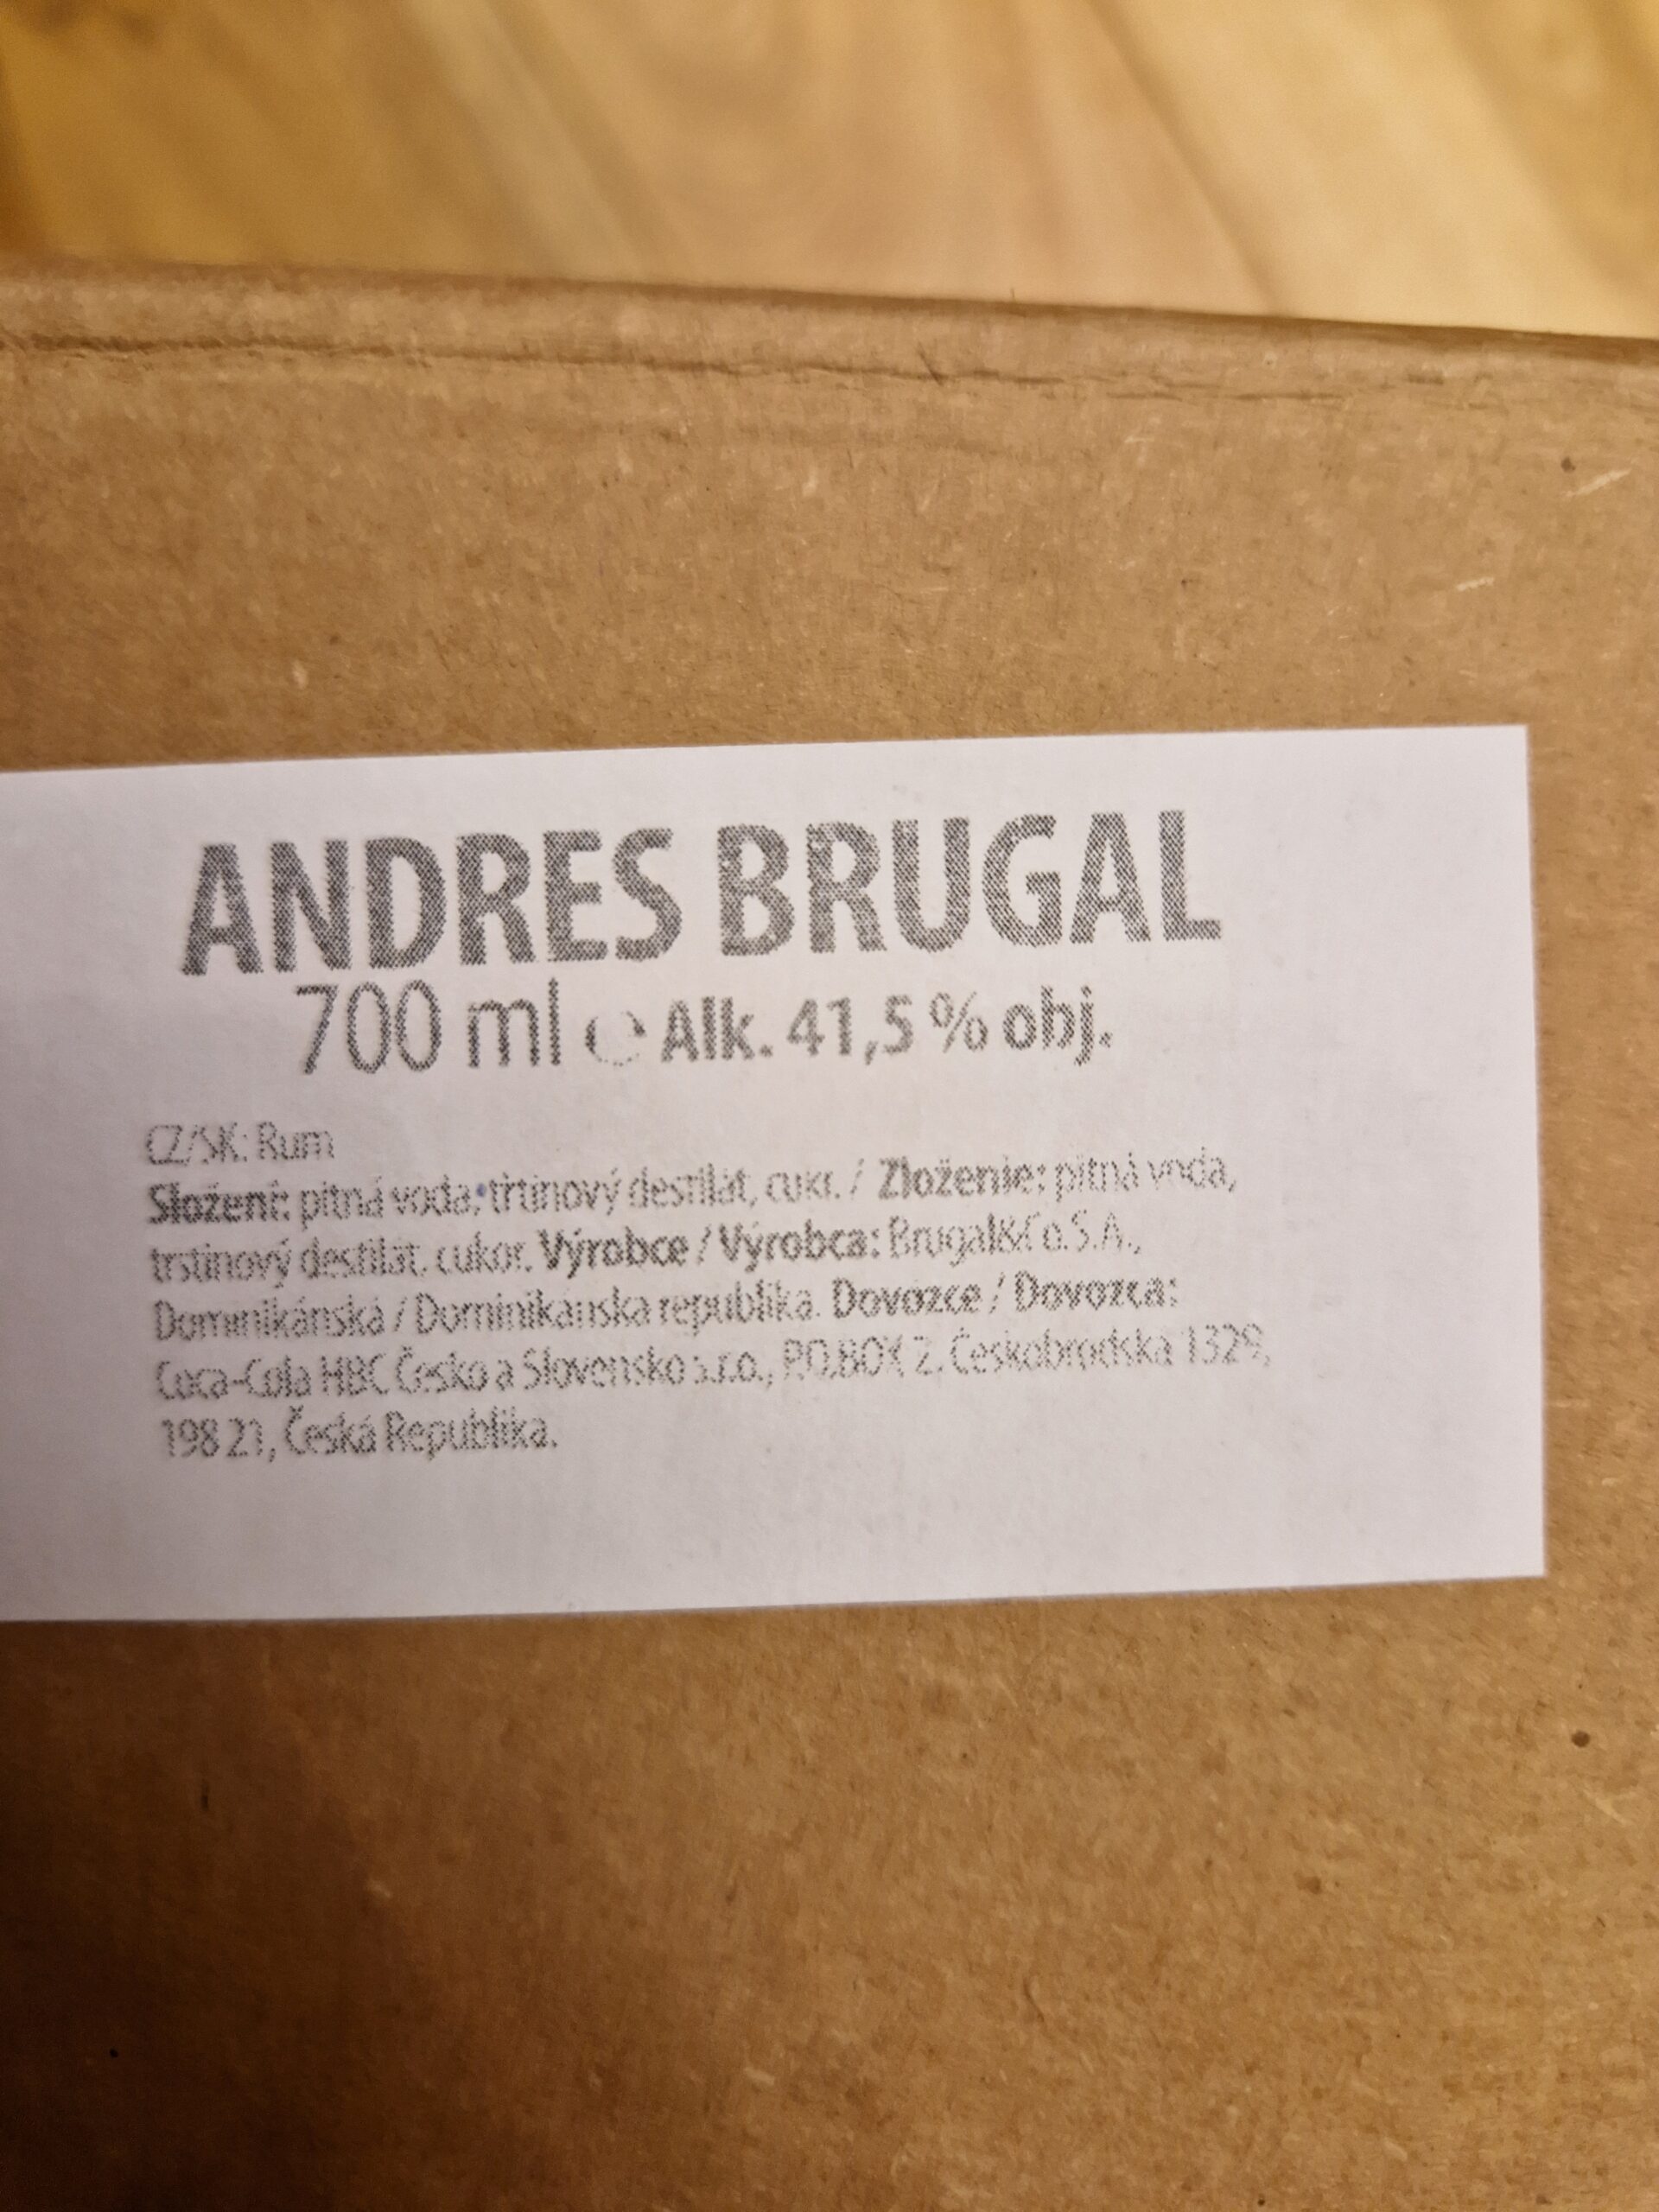 ANDRES BRUGAL
700 ml e Alk. 41,5 % obj.
CZ/SK: Rum
Složení: pitná voda, třtinový destilát, cukr. / Zloženie: pitná voda,
trstinový destilát, cukor. Výrobce / Výrobca: Brugal&Co.S.A.,
Dominikánská / Dominikánska republika. Dovozce / Dovozca:
Coca-Cola HBC Česko a Slovensko s.r.o., P.O.BOX 2, Českobrodská 1329,
198 21, Česká Republika.